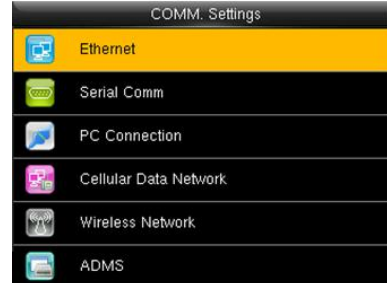 COMM. Settings
Ethernet
Serial Comm
PC Connection
Cellular Data Network
Wireless Network
ADMS